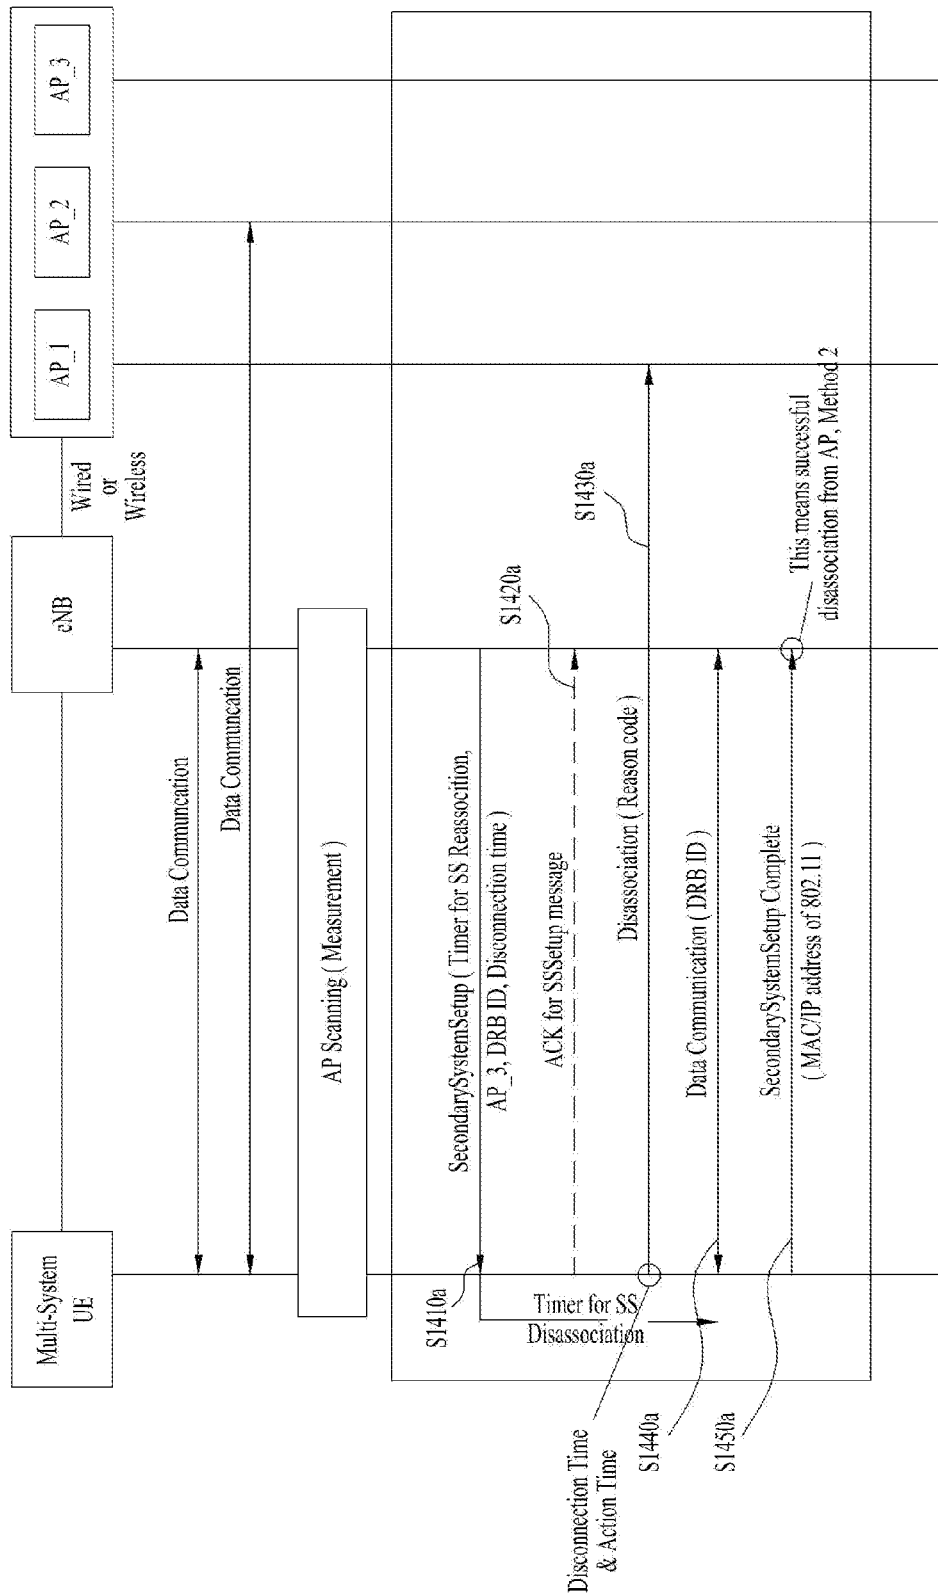 Multi-System
UE
eNB
Wired
or
Wireless
AP_1
AP_2
AP_3
Data Communcation
Data Communcation
AP Scanning ( Measurement )
SecondarySystemSetup ( Timer for SS Reassocition,
AP_3, DRB ID, Disconnection time )
S1410a
ACK for SSSetup message
S1420a
Timer for SS
Disassociation
Disassociation ( Reason code )
S1430a
Disconnection Time
& Action Time
Data Communication ( DRB ID )
S1440a
SecondarySystemSetup Complete
( MAC/IP address of 802.11 )
S1450a
This means successful
disassociation from AP, Method 2